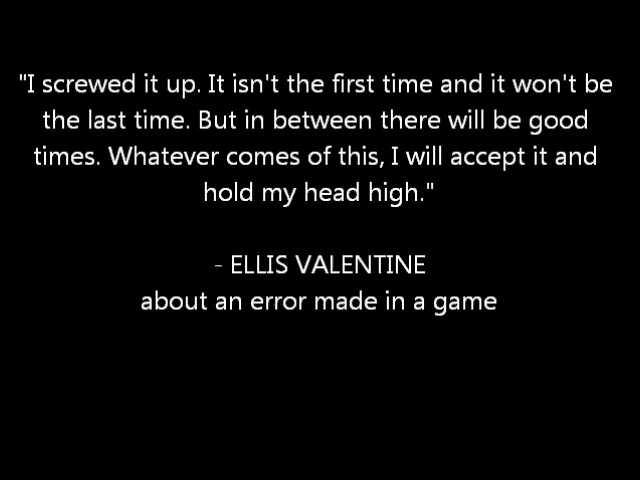 "I screwed it up. It isn't the first time and it won't be
the last time. But in between there will be good
times. Whatever comes of this, I will accept it and
hold my head high."
- ELLIS VALENTINE
about an error made in a game